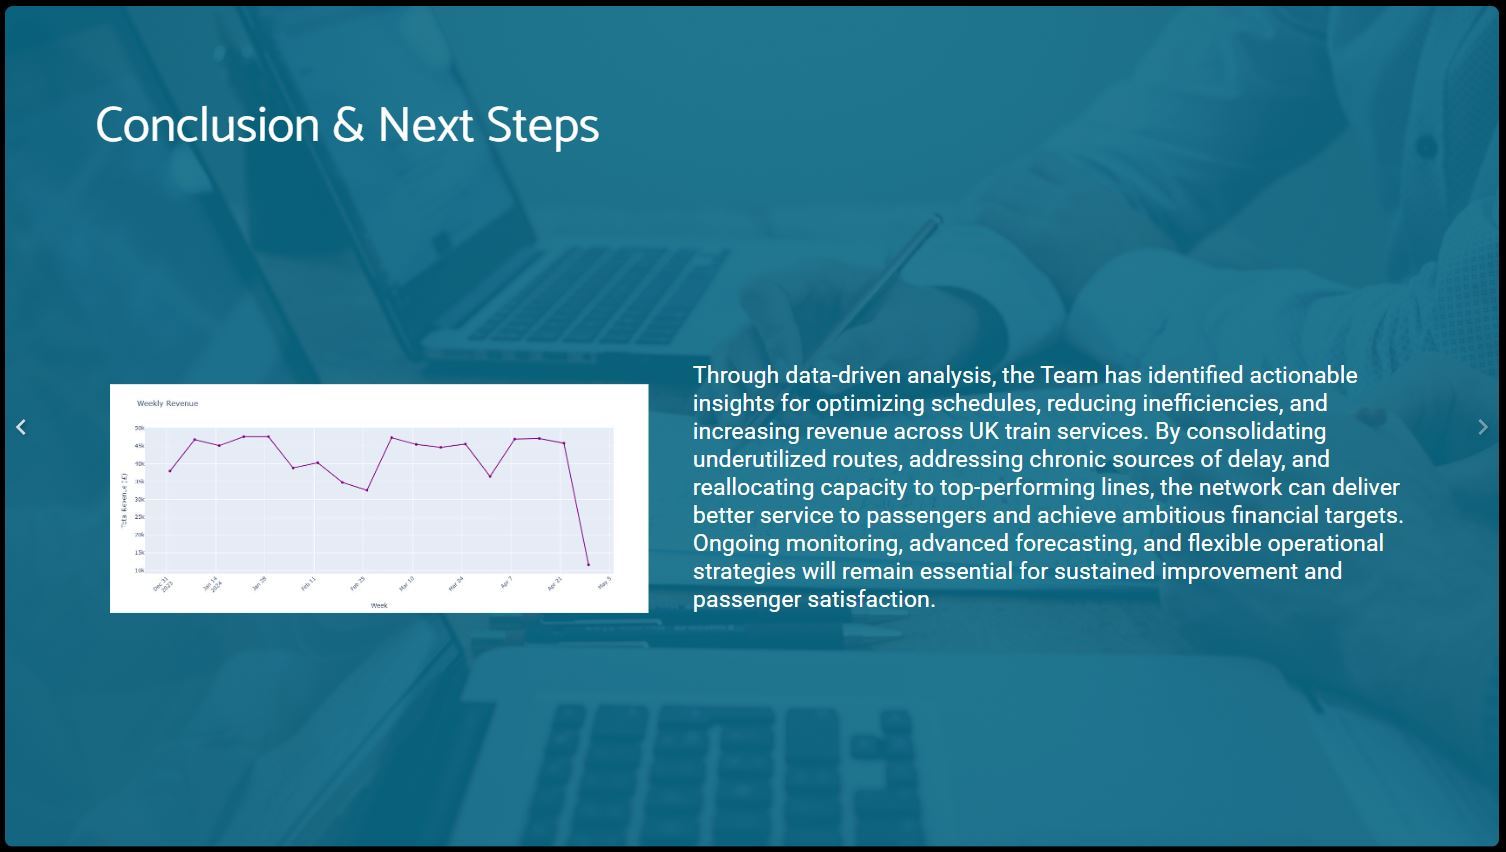 Conclusion & Next Steps
Through data-driven analysis, the Team has identified actionable
insights for optimizing schedules, reducing inefficiencies, and
increasing revenue across UK train services. By consolidating
underutilized routes, addressing chronic sources of delay, and
reallocating capacity to top-performing lines, the network can deliver
better service to passengers and achieve ambitious financial targets.
Ongoing monitoring, advanced forecasting, and flexible operational
strategies will remain essential for sustained improvement and
passenger satisfaction.
Weekly Revenue
50k
45k
40k
35k
30k
25k
20k
15k
10k
Dec 31
2023
Jan 14
2024
Jan 28
Feb 11
Feb 25
Mar 10
Mar 24
Apr 7
Apr 21
May 5
Week